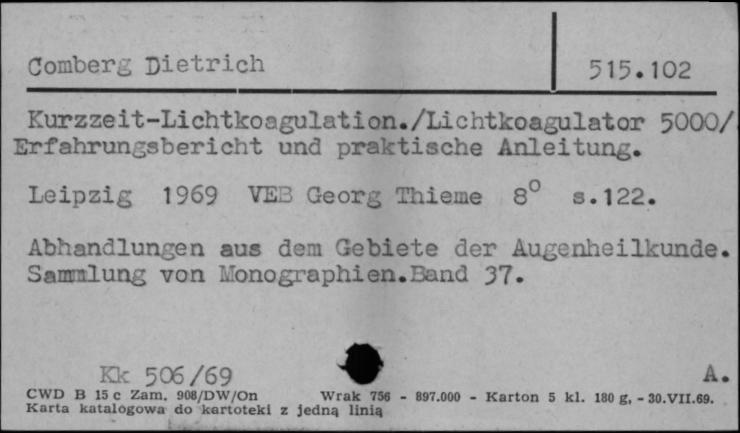 Comberg Dietrich 515.102
Kurzzeit-Lichtkoagulation./Lichtkoagulator 5000/
Erfahrungsbericht und praktische Anleitung.
Leipzig 1969 VEB Georg Thieme 8° s.122.
Abhandlungen aus dem Gebiete der Augenheilkunde.
Sammlung von Monographien.Band 37.
Kk 506/69 A.
CWD B 15 c Zam. 908/DW/On Wrak 756 - 897.000 - Karton 5 kl. 180 g, - 30.VII.69.
Karta katalogowa do kartoteki z jedną linią